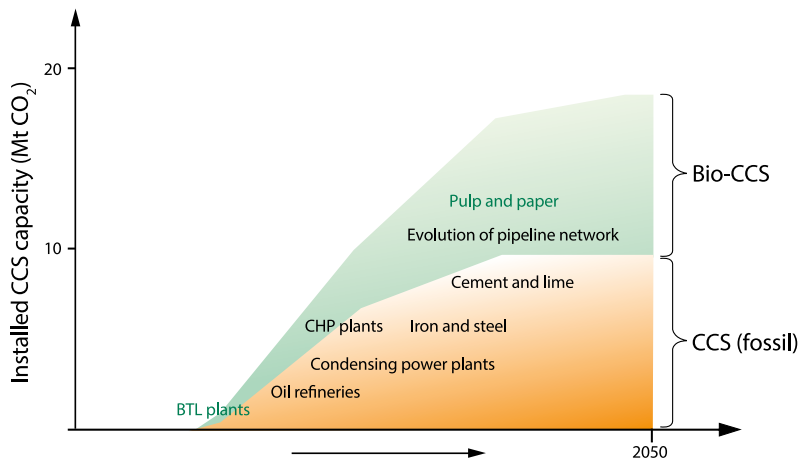 Installed CCS capacity (Mt CO₂)
20
10
Pulp and paper
Evolution of pipeline network
Cement and lime
CHP plants
Iron and steel
Condensing power plants
Oil refineries
BTL plants
Bio-CCS
CCS (fossil)
2050